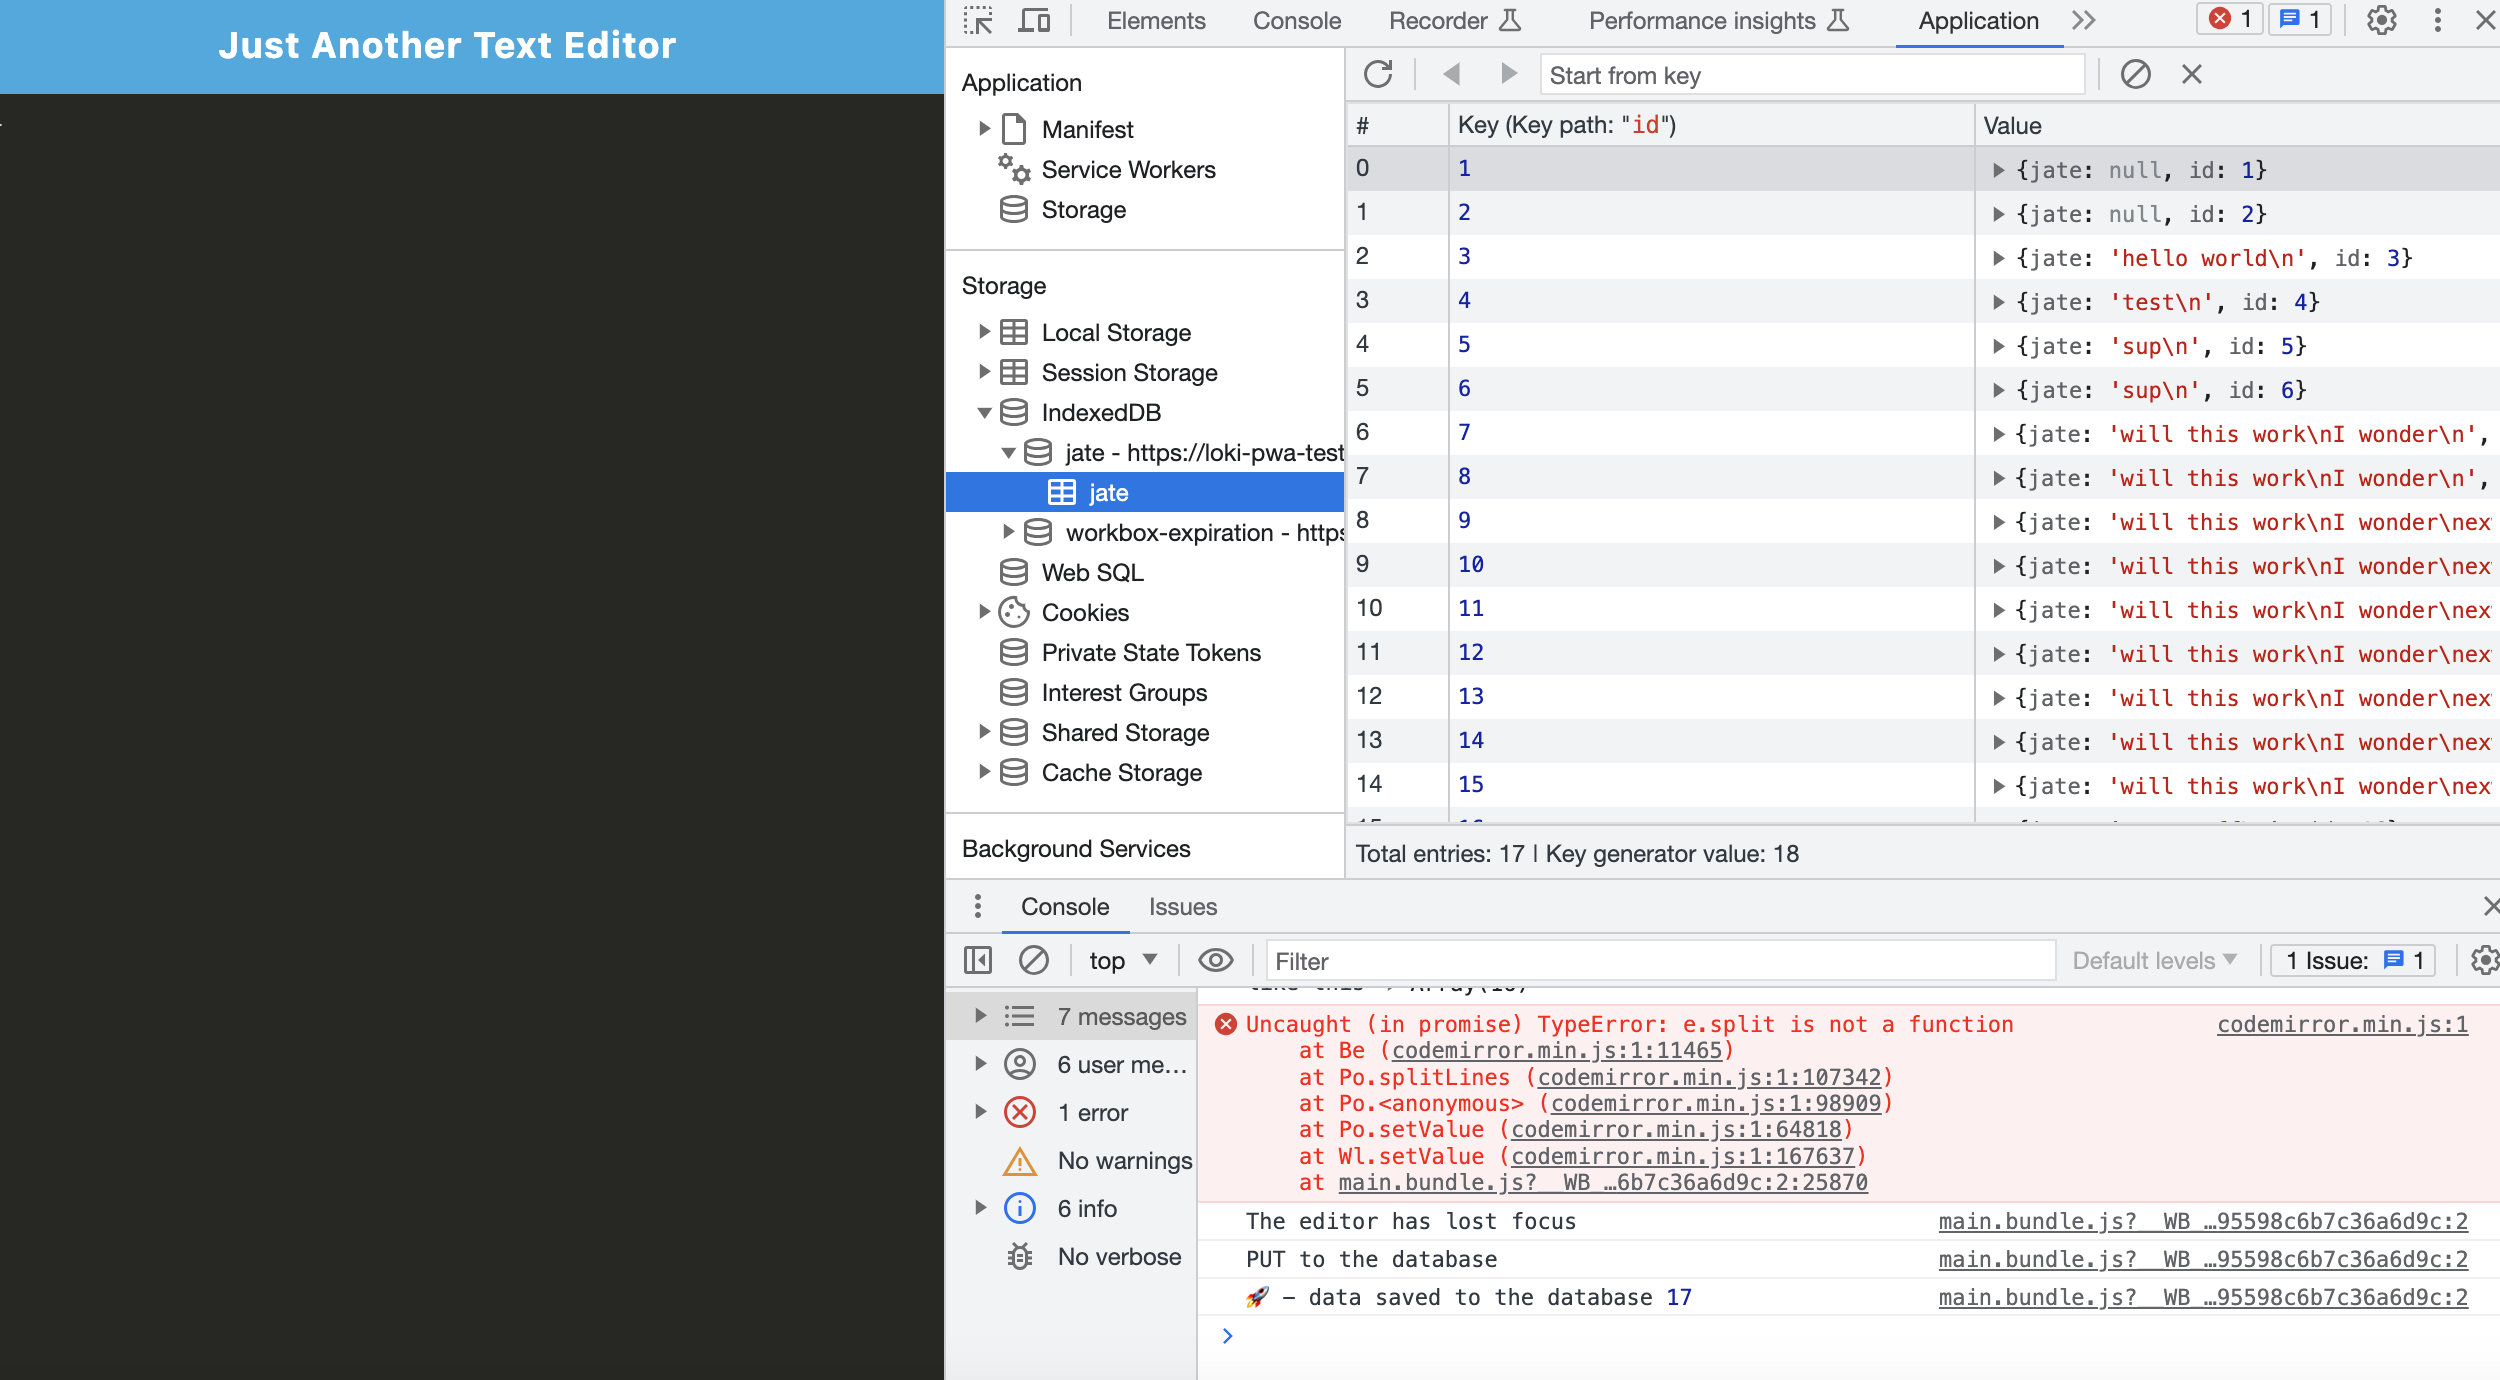 Just Another Text Editor
Elements Console Recorder Performance insights Application 1 1
Application
Manifest
Service Workers
Storage
Storage
Local Storage
Session Storage
IndexedDB
jate - https://loki-pwa-test
jate
workbox-expiration - https
Web SQL
Cookies
Private State Tokens
Interest Groups
Shared Storage
Cache Storage
Background Services
Start from key
# Key (Key path: "id") Value
0 1 {jate: null, id: 1}
1 2 {jate: null, id: 2}
2 3 {jate: 'hello world\n', id: 3}
3 4 {jate: 'test\n', id: 4}
4 5 {jate: 'sup\n', id: 5}
5 6 {jate: 'sup\n', id: 6}
6 7 {jate: 'will this work\nI wonder\n',
7 8 {jate: 'will this work\nI wonder\n',
8 9 {jate: 'will this work\nI wonder\nex
9 10 {jate: 'will this work\nI wonder\nex
10 11 {jate: 'will this work\nI wonder\nex
11 12 {jate: 'will this work\nI wonder\nex
12 13 {jate: 'will this work\nI wonder\nex
13 14 {jate: 'will this work\nI wonder\nex
14 15 {jate: 'will this work\nI wonder\nex
Total entries: 17 | Key generator value: 18
Console Issues
top Filter Default levels 1 Issue: 1
7 messages
6 user me...
1 error
No warnings
6 info
No verbose
Uncaught (in promise) TypeError: e.split is not a function codemirror.min.js:1
at Be (codemirror.min.js:1:11465)
at Po.splitLines (codemirror.min.js:1:107342)
at Po.<anonymous> (codemirror.min.js:1:98909)
at Po.setValue (codemirror.min.js:1:64818)
at Wl.setValue (codemirror.min.js:1:167637)
at main.bundle.js?__WB_…6b7c36a6d9c:2:25870
The editor has lost focus main.bundle.js?__WB_…95598c6b7c36a6d9c:2
PUT to the database main.bundle.js?__WB_…95598c6b7c36a6d9c:2
🚀 – data saved to the database 17 main.bundle.js?__WB_…95598c6b7c36a6d9c:2